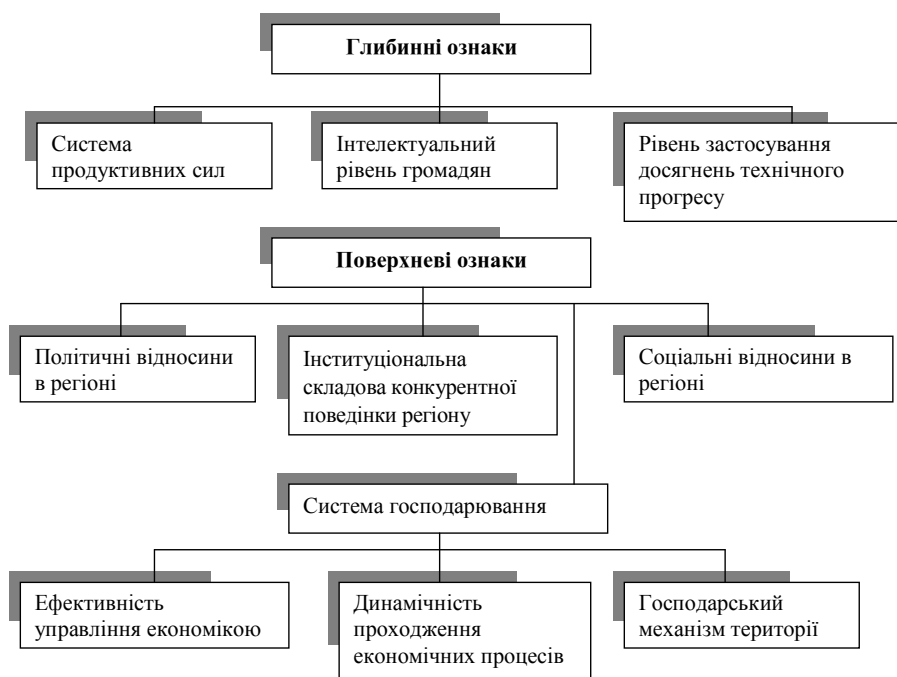 Глибинні ознаки
Система
продуктивних сил
Інтелектуальний
рівень громадян
Рівень застосування
досягнень технічного
прогресу
Поверхневі ознаки
Політичні відносини
в регіоні
Інституціональна
складова конкурентної
поведінки регіону
Соціальні відносини в
регіоні
Система господарювання
Ефективність
управління економікою
Динамічність
проходження
економічних процесів
Господарський
механізм території